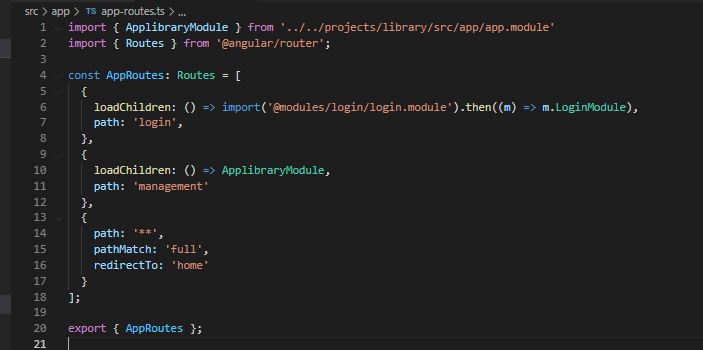 src > app > TS app-routes.ts > ...
1 import { ApplibraryModule } from '../../projects/library/src/app/app.module'
2 import { Routes } from '@angular/router';
3
4 const AppRoutes: Routes = [
5 {
6 loadChildren: () => import('@modules/login/login.module').then((m) => m.LoginModule),
7 path: 'login',
8 },
9 {
10 loadChildren: () => ApplibraryModule,
11 path: 'management'
12 },
13 {
14 path: '**',
15 pathMatch: 'full',
16 redirectTo: 'home'
17 }
18 ];
19
20 export { AppRoutes };
21